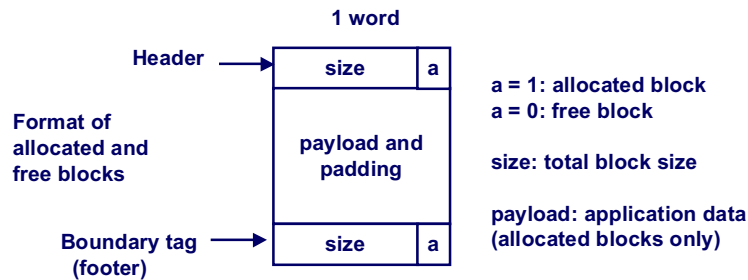 1 word
Header
size
a
Format of
allocated and
free blocks
payload and
padding
a = 1: allocated block
a = 0: free block
size: total block size
payload: application data
(allocated blocks only)
Boundary tag
(footer)
size
a